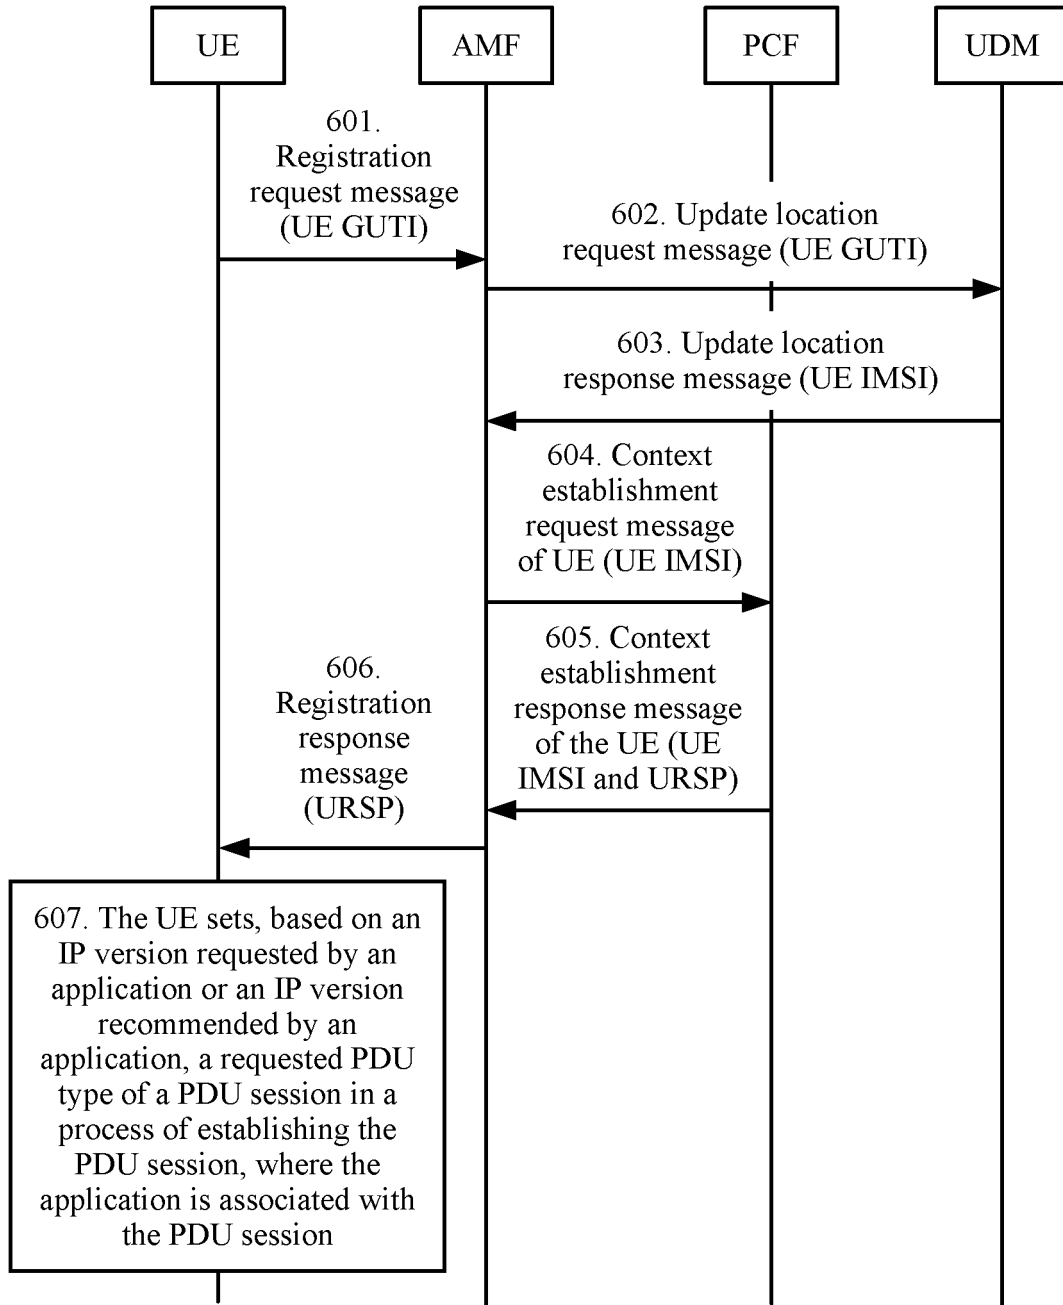 UE
AMF
PCF
UDM
601.
Registration
request message
(UE GUTI)
602. Update location
request message (UE GUTI)
603. Update location
response message (UE IMSI)
604. Context
establishment
request message
of UE (UE IMSI)
605. Context
establishment
response message
of the UE (UE
IMSI and URSP)
606.
Registration
response
message
(URSP)
607. The UE sets, based on an
IP version requested by an
application or an IP version
recommended by an
application, a requested PDU
type of a PDU session in a
process of establishing the
PDU session, where the
application is associated with
the PDU session